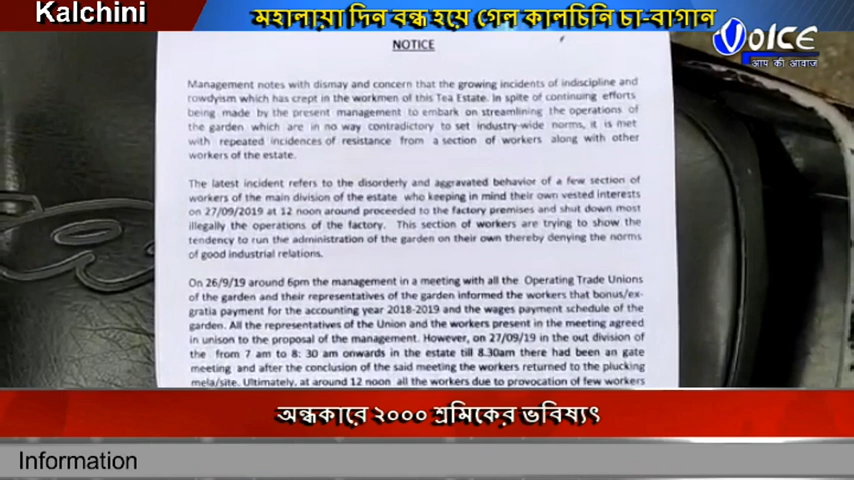 Kalchini
মহালায়া দিন বন্ধ হয়ে গেল কালচিনি চা-বাগান
VOICE
आप की आवाज
NOTICE
Management notes with dismay and concern that the growing incidents of indiscipline and
rowdyism which has crept in the workmen of this Tea Estate. In spite of continuing efforts
being made by the present management to embark on streamlining the operations of
the garden which are in no way contradictory to set industry-wide norms, it is met
with repeated incidences of resistance from a section of workers along with other
workers of the estate.
The latest incident refers to the disorderly and aggravated behavior of a few section of
workers of the main division of the estate who keeping in mind their own vested interests
on 27/09/2019 at 12 noon around proceeded to the factory premises and shut down most
illegally the operations of the factory. This section of workers are trying to show the
tendency to run the administration of the garden on their own thereby denying the norms
of good industrial relations.
On 26/9/19 around 6pm the management in a meeting with all the Operating Trade Unions
of the garden and their representatives of the garden informed the workers that bonus/ex-
gratia payment for the accounting year 2018-2019 and the wages payment schedule of the
garden. All the representatives of the Union and the workers present in the meeting agreed
in unison to the proposal of the management. However, on 27/09/19 in the out division of
the from 7 am to 8: 30 am onwards in the estate till 8.30am there had been an gate
meeting and after the conclusion of the said meeting the workers returned to the plucking
mela/site. Ultimately, at around 12 noon all the workers due to provocation of few workers
অন্ধকারে ২০০০ শ্রমিকের ভবিষ্যৎ
Information